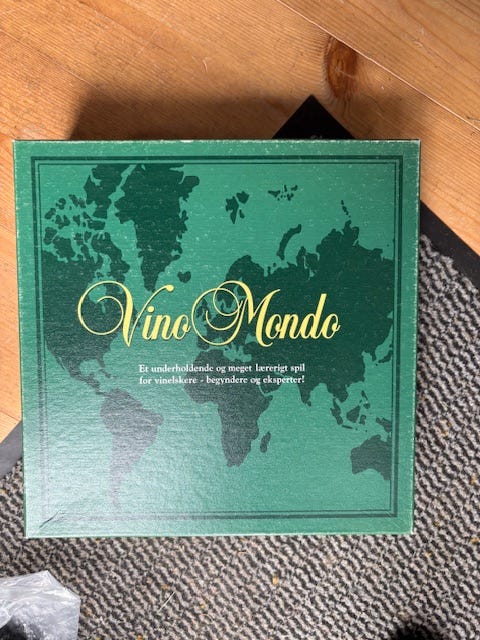 Vino Mondo
Et underholdende og meget lærerigt spil
for vinelskere - begyndere og eksperter!